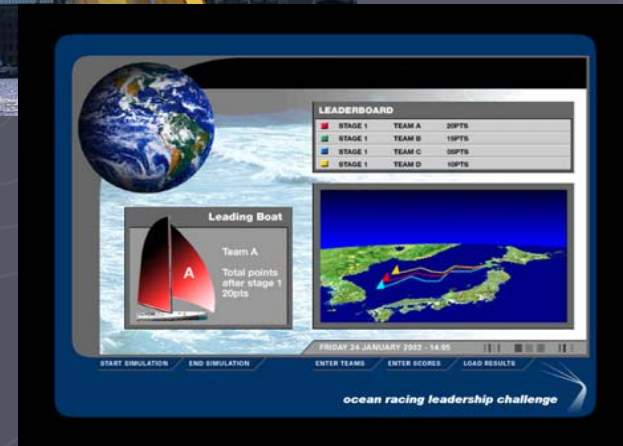 LEADERBOARD
STAGE 1 TEAM A 20PTS
STAGE 1 TEAM B 15PTS
STAGE 1 TEAM C 05PTS
STAGE 1 TEAM D 10PTS
Leading Boat
A
Team A
Total points
after stage 1
20pts
FRIDAY 24 JANUARY 2002 - 14:05
START SIMULATION
END SIMULATION
ENTER TEAMS
ENTER SCORES
LOAD RESULTS
ocean racing leadership challenge